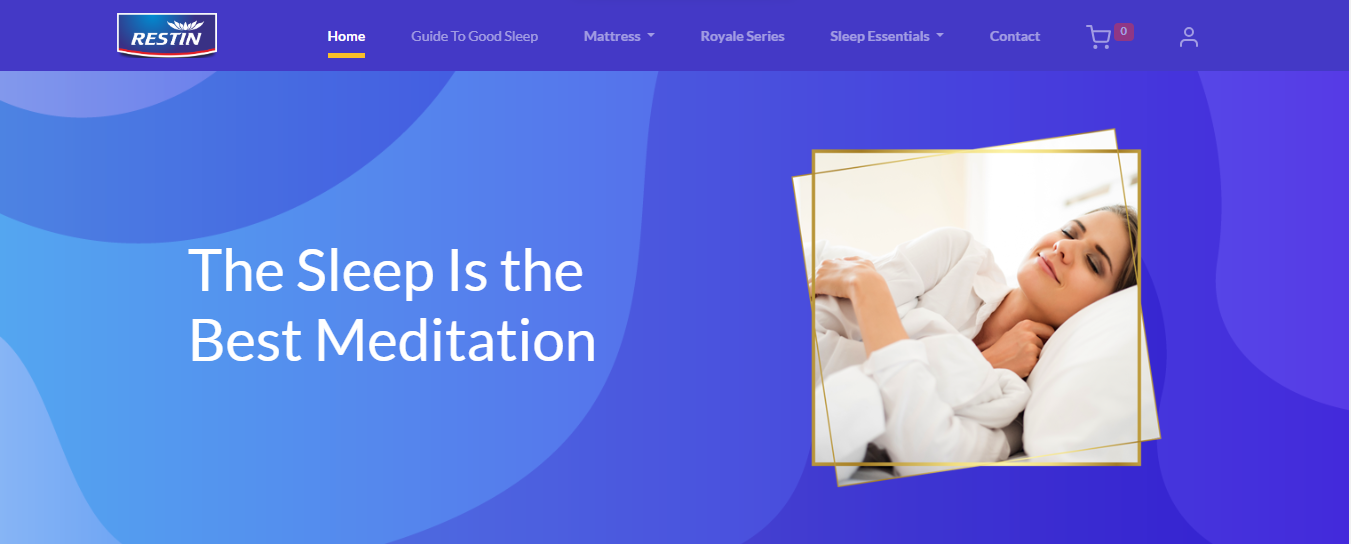 RESTIN
Home
Guide To Good Sleep
Mattress
Royale Series
Sleep Essentials
Contact
0
The Sleep Is the
Best Meditation